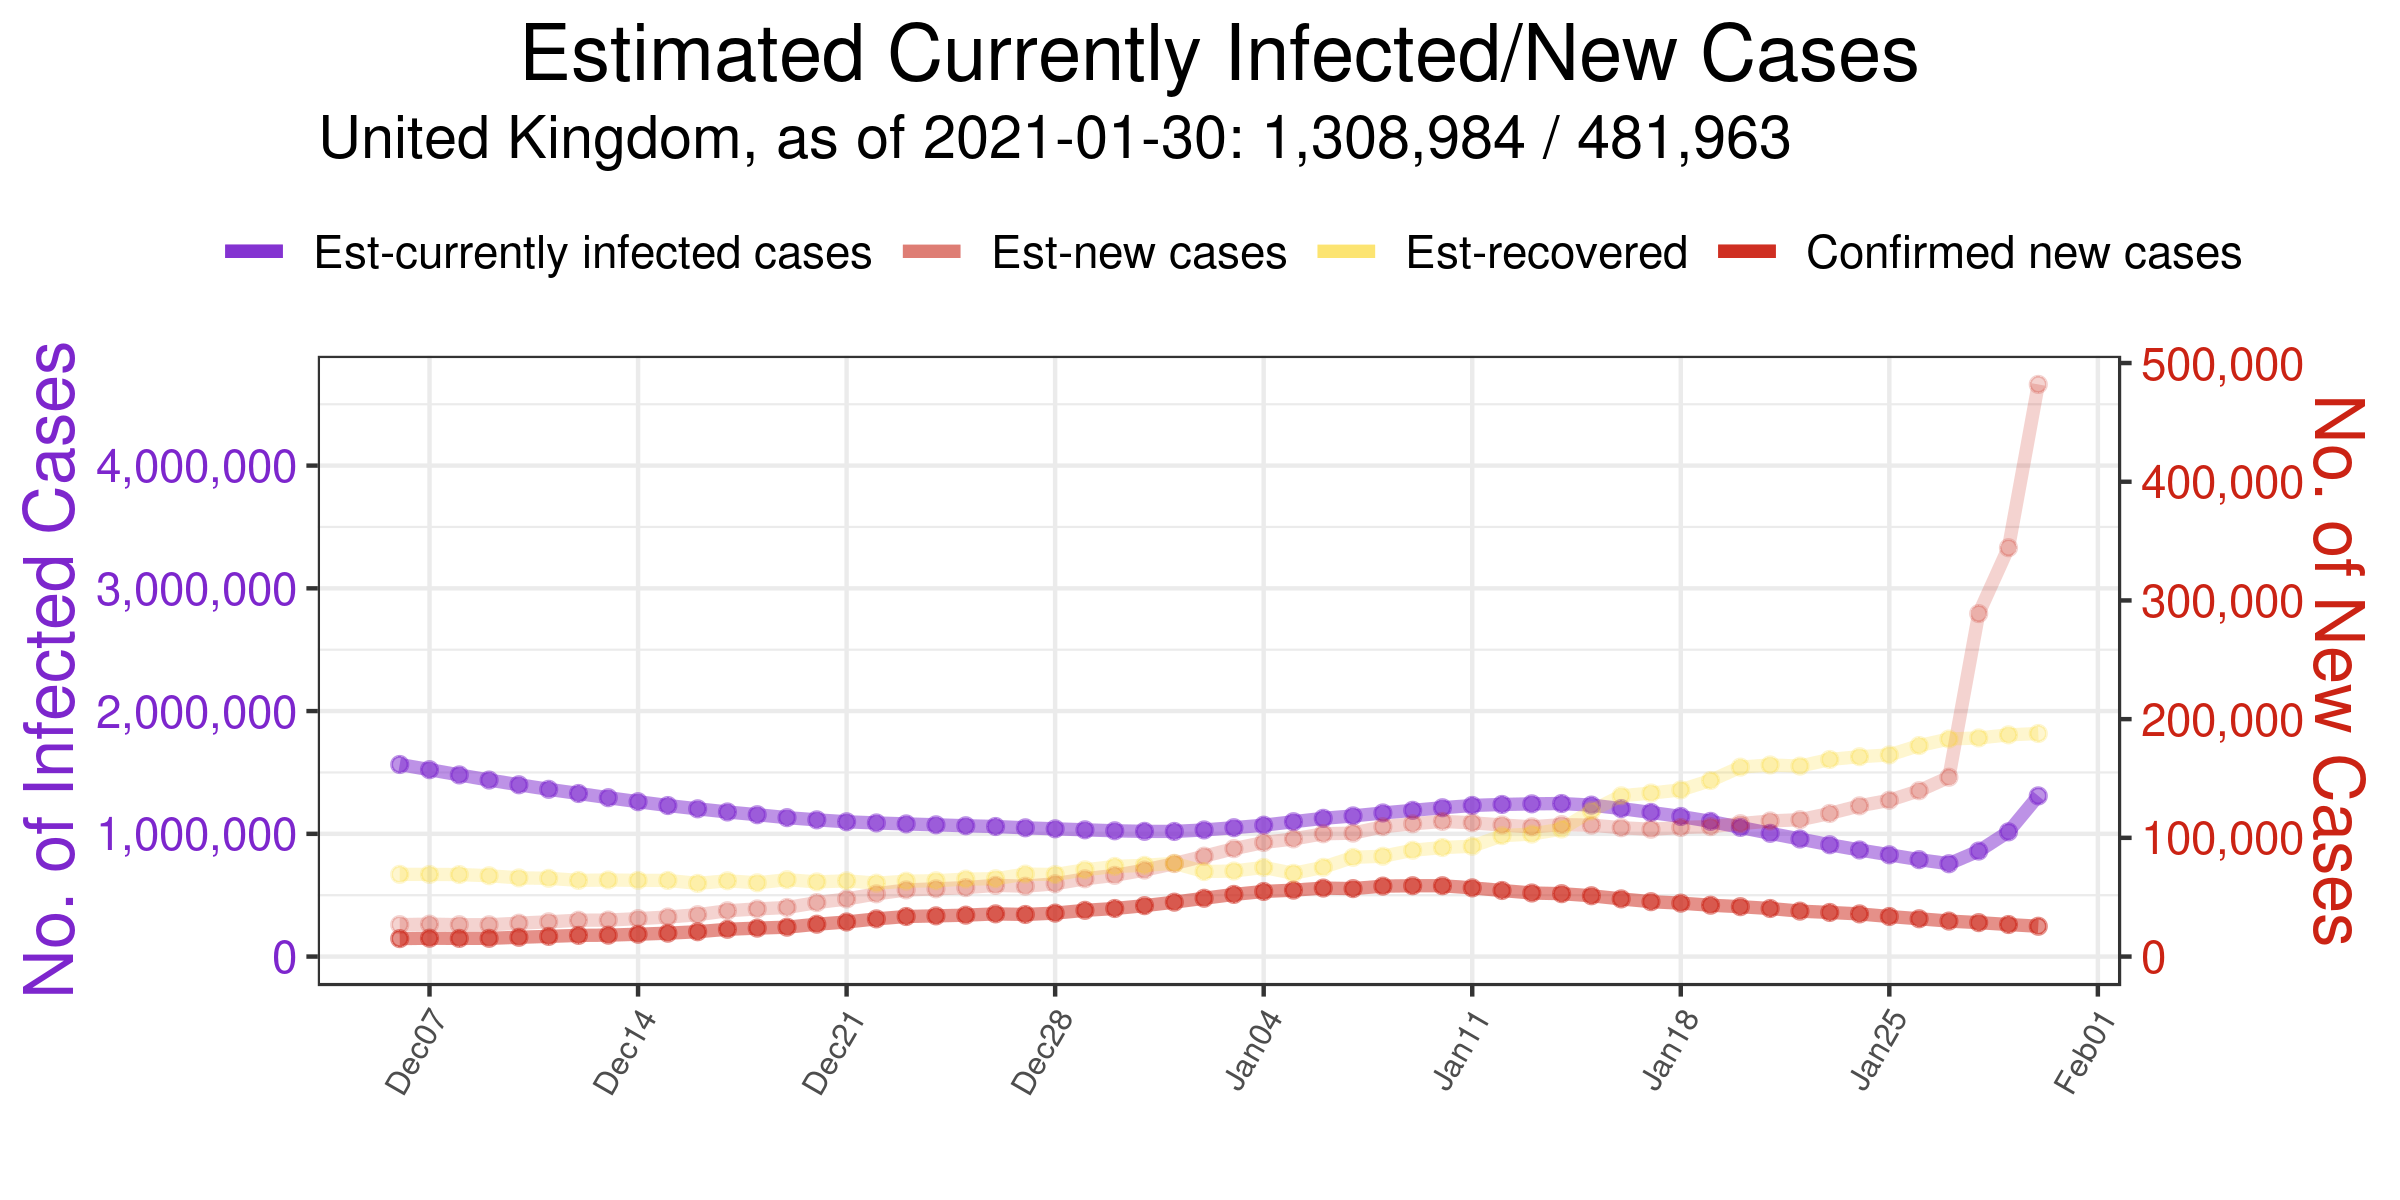 Estimated Currently Infected/New Cases
United Kingdom, as of 2021-01-30: 1,308,984 / 481,963
Est-currently infected cases Est-new cases Est-recovered Confirmed new cases
No. of Infected Cases
4,000,000
3,000,000
2,000,000
1,000,000
0
500,000
400,000
300,000
200,000
100,000
0
No. of New Cases
Dec07 Dec14 Dec21 Dec28 Jan04 Jan11 Jan18 Jan25 Feb01